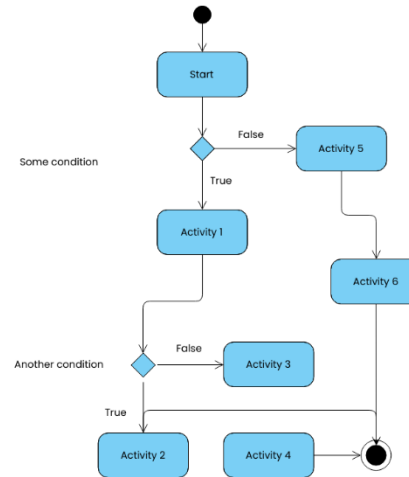 Start
False
Activity 5
Some condition
True
Activity 1
Activity 6
False
Another condition
Activity 3
True
Activity 2
Activity 4